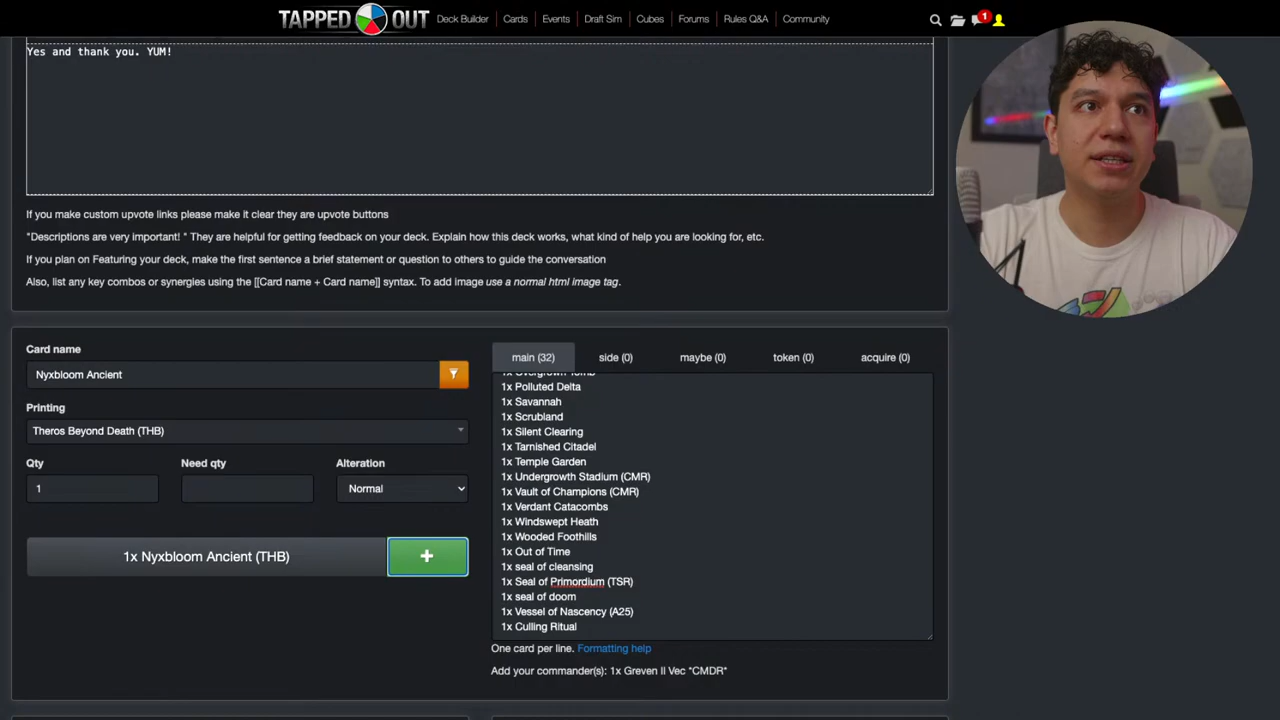 TAPPED OUT
Deck Builder Cards Events Draft Sim Cubes Forums Rules Q&A Community
1
Yes and thank you. YUM!
If you make custom upvote links please make it clear they are upvote buttons
"Descriptions are very important! " They are helpful for getting feedback on your deck. Explain how this deck works, what kind of help you are looking for, etc.
If you plan on Featuring your deck, make the first sentence a brief statement or question to others to guide the conversation
Also, list any key combos or synergies using the [[Card name + Card name]] syntax. To add image use a normal html image tag.
Card name
Nyxbloom Ancient
Printing
Theros Beyond Death (THB)
Qty
Need qty
Alteration
1
Normal
1x Nyxbloom Ancient (THB)
+
main (32)
side (0)
maybe (0)
token (0)
acquire (0)
1x Overgrown Tomb
1x Polluted Delta
1x Savannah
1x Scrubland
1x Silent Clearing
1x Tarnished Citadel
1x Temple Garden
1x Undergrowth Stadium (CMR)
1x Vault of Champions (CMR)
1x Verdant Catacombs
1x Windswept Heath
1x Wooded Foothills
1x Out of Time
1x seal of cleansing
1x Seal of Primordium (TSR)
1x seal of doom
1x Vessel of Nascency (A25)
1x Culling Ritual
One card per line. Formatting help
Add your commander(s): 1x Greven Il Vec *CMDR*